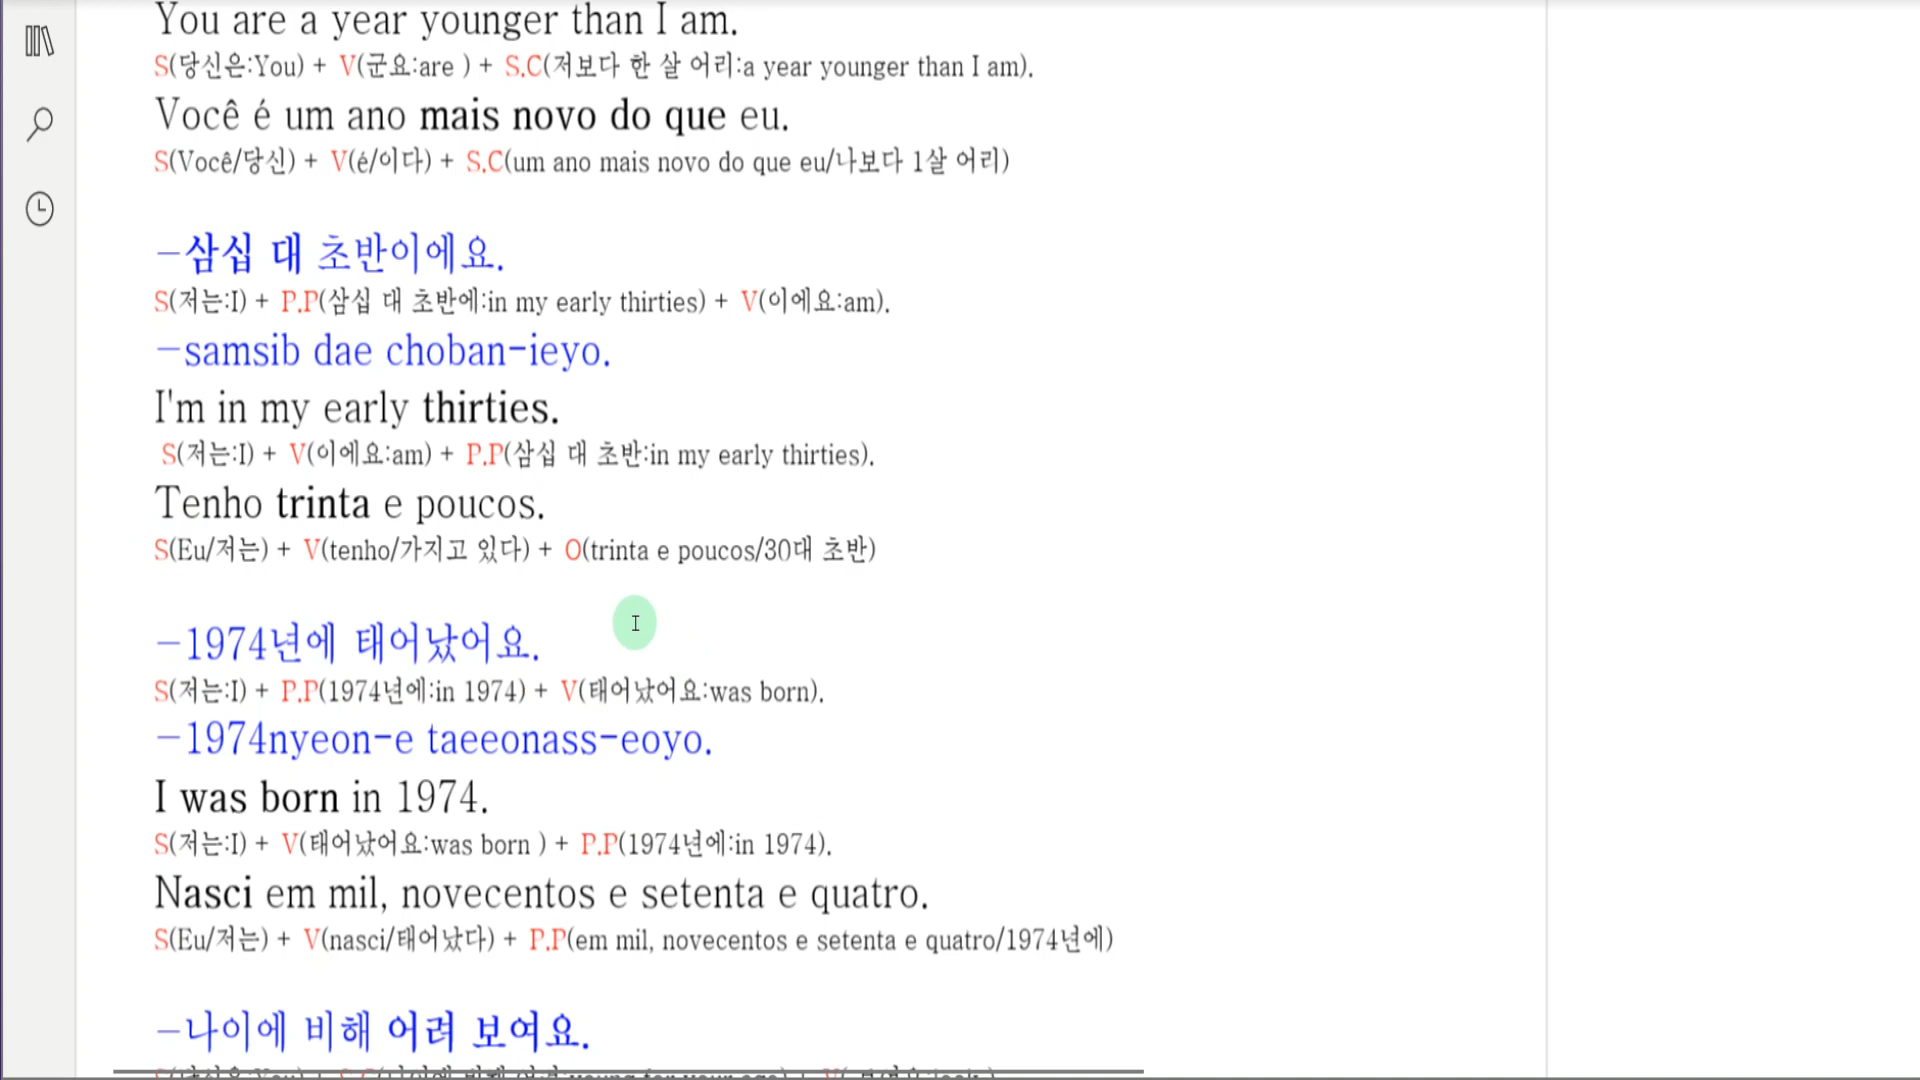 You are a year younger than I am.
S(당신은:You) + V(군요:are ) + S.C(저보다 한 살 어리:a year younger than I am).
Você é um ano mais novo do que eu.
S(Você/당신) + V(é/이다) + S.C(um ano mais novo do que eu/나보다 1살 어리)
–삼십 대 초반이에요.
S(저는:I) + P.P(삼십 대 초반에:in my early thirties) + V(이에요:am).
–samsib dae choban-ieyo.
I'm in my early thirties.
S(저는:I) + V(이에요:am) + P.P(삼십 대 초반:in my early thirties).
Tenho trinta e poucos.
S(Eu/저는) + V(tenho/가지고 있다) + O(trinta e poucos/30대 초반)
–1974년에 태어났어요.
S(저는:I) + P.P(1974년에:in 1974) + V(태어났어요:was born).
–1974nyeon-e taeeonass-eoyo.
I was born in 1974.
S(저는:I) + V(태어났어요:was born ) + P.P(1974년에:in 1974).
Nasci em mil, novecentos e setenta e quatro.
S(Eu/저는) + V(nasci/태어났다) + P.P(em mil, novecentos e setenta e quatro/1974년에)
–나이에 비해 어려 보여요.